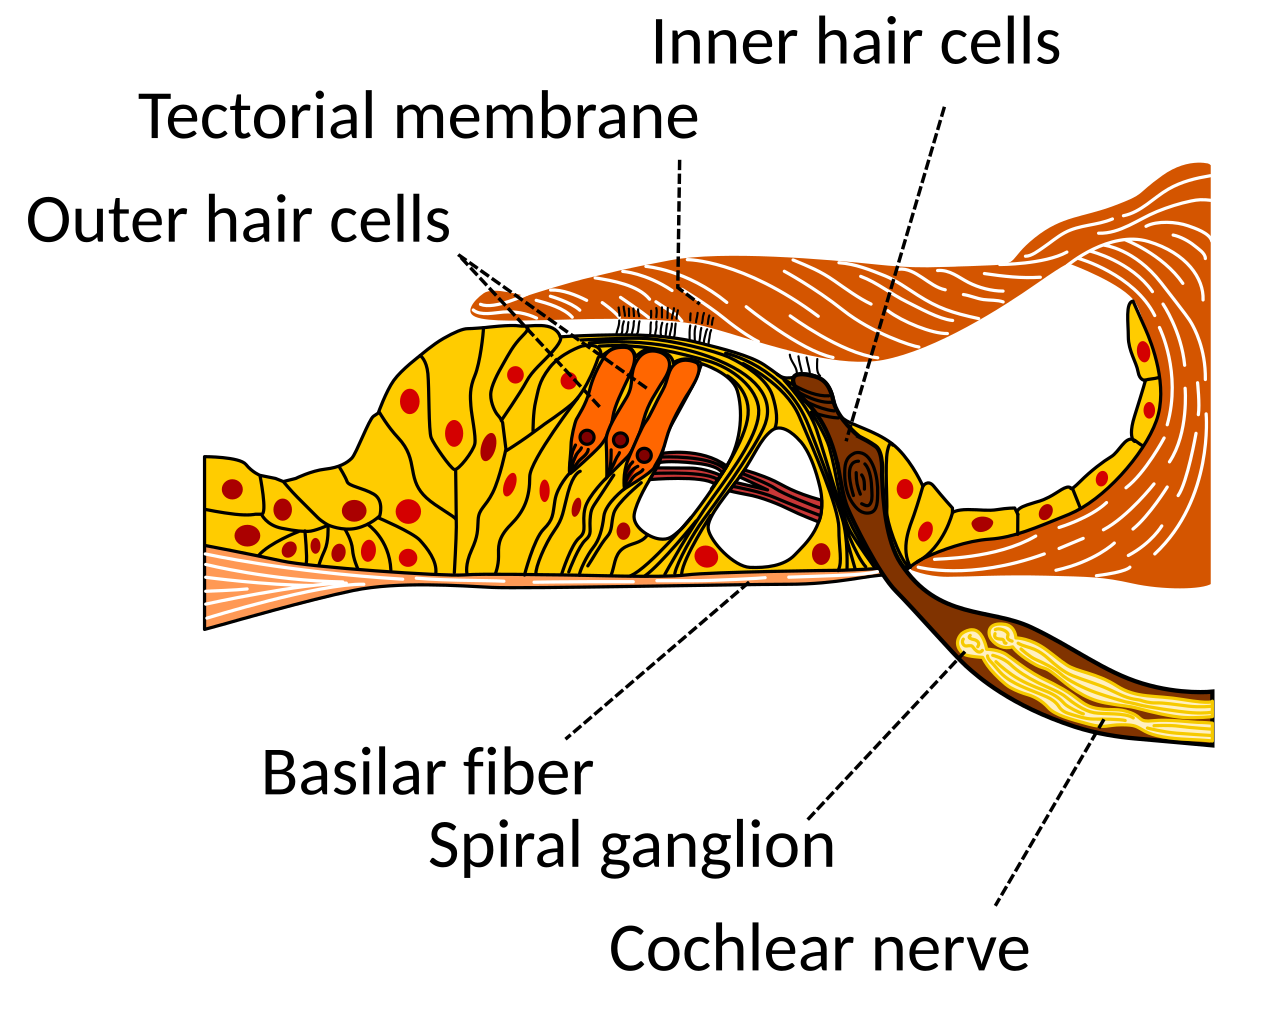 Inner hair cells
Tectorial membrane
Outer hair cells
Basilar fiber
Spiral ganglion
Cochlear nerve